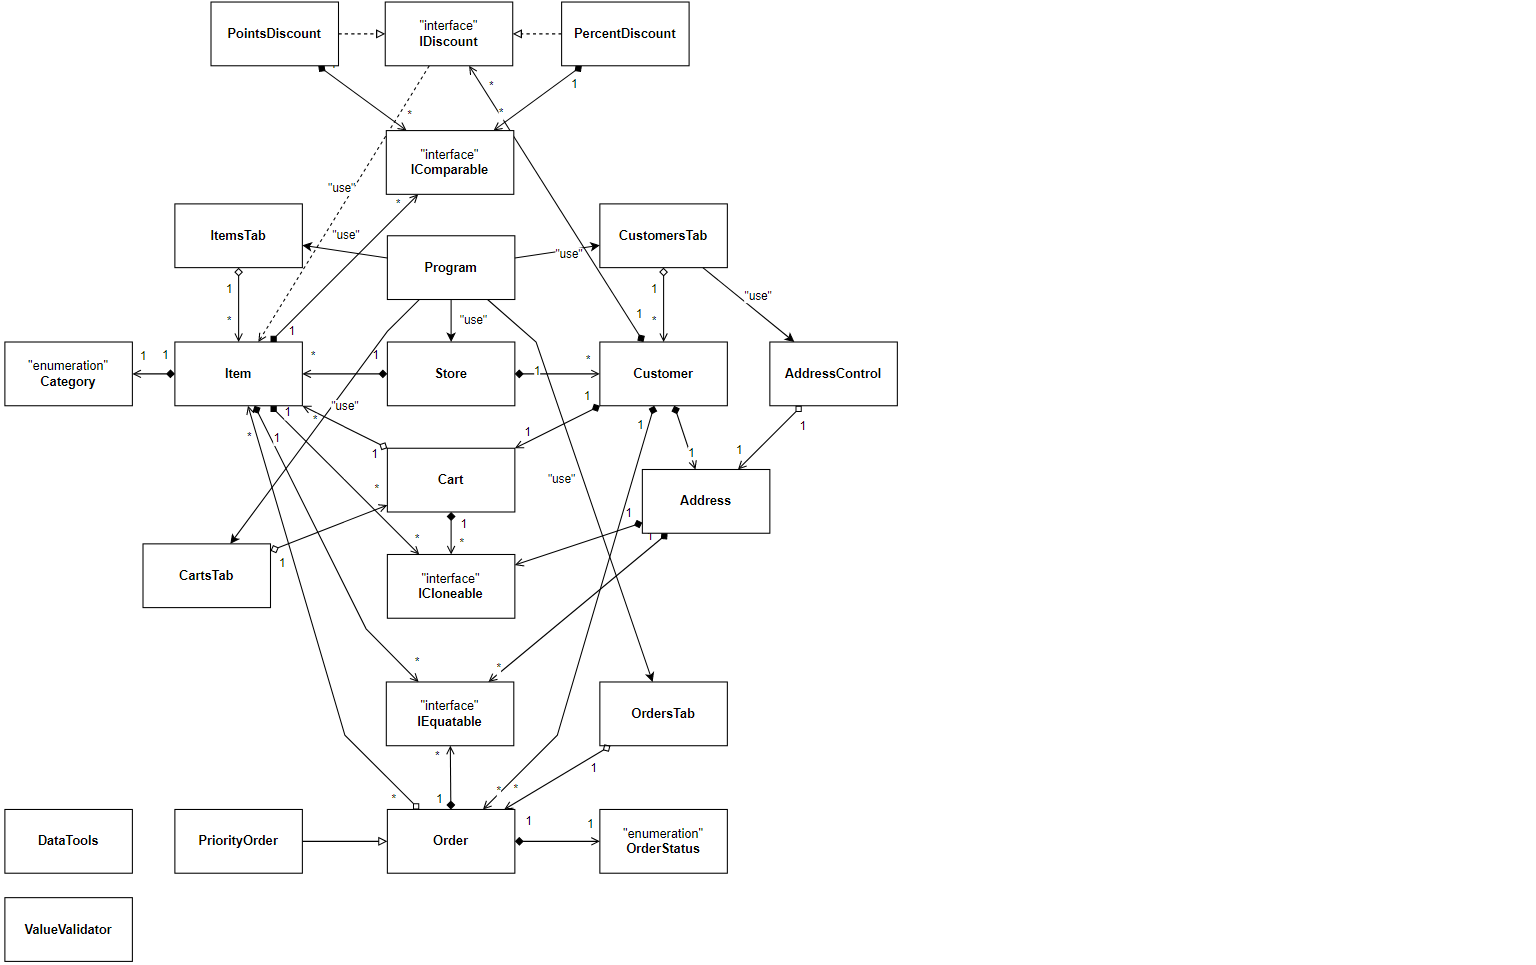 PointsDiscount
"interface"
IDiscount
PercentDiscount
*
1
*
*
"interface"
IComparable
"use"
*
ItemsTab
"use"
Program
"use"
CustomersTab
1
*
1
"use"
1
*
"use"
1
"enumeration"
Category
1
1
Item
*
1
Store
1
*
Customer
AddressControl
1
"use"
*
1
1
1
1
1
*
1
1
1
Cart
*
"use"
Address
1
*
*
1
1
CartsTab
1
"interface"
ICloneable
*
*
"interface"
IEquatable
OrdersTab
*
1
*
1
*
*
1
1
DataTools
PriorityOrder
Order
"enumeration"
OrderStatus
ValueValidator